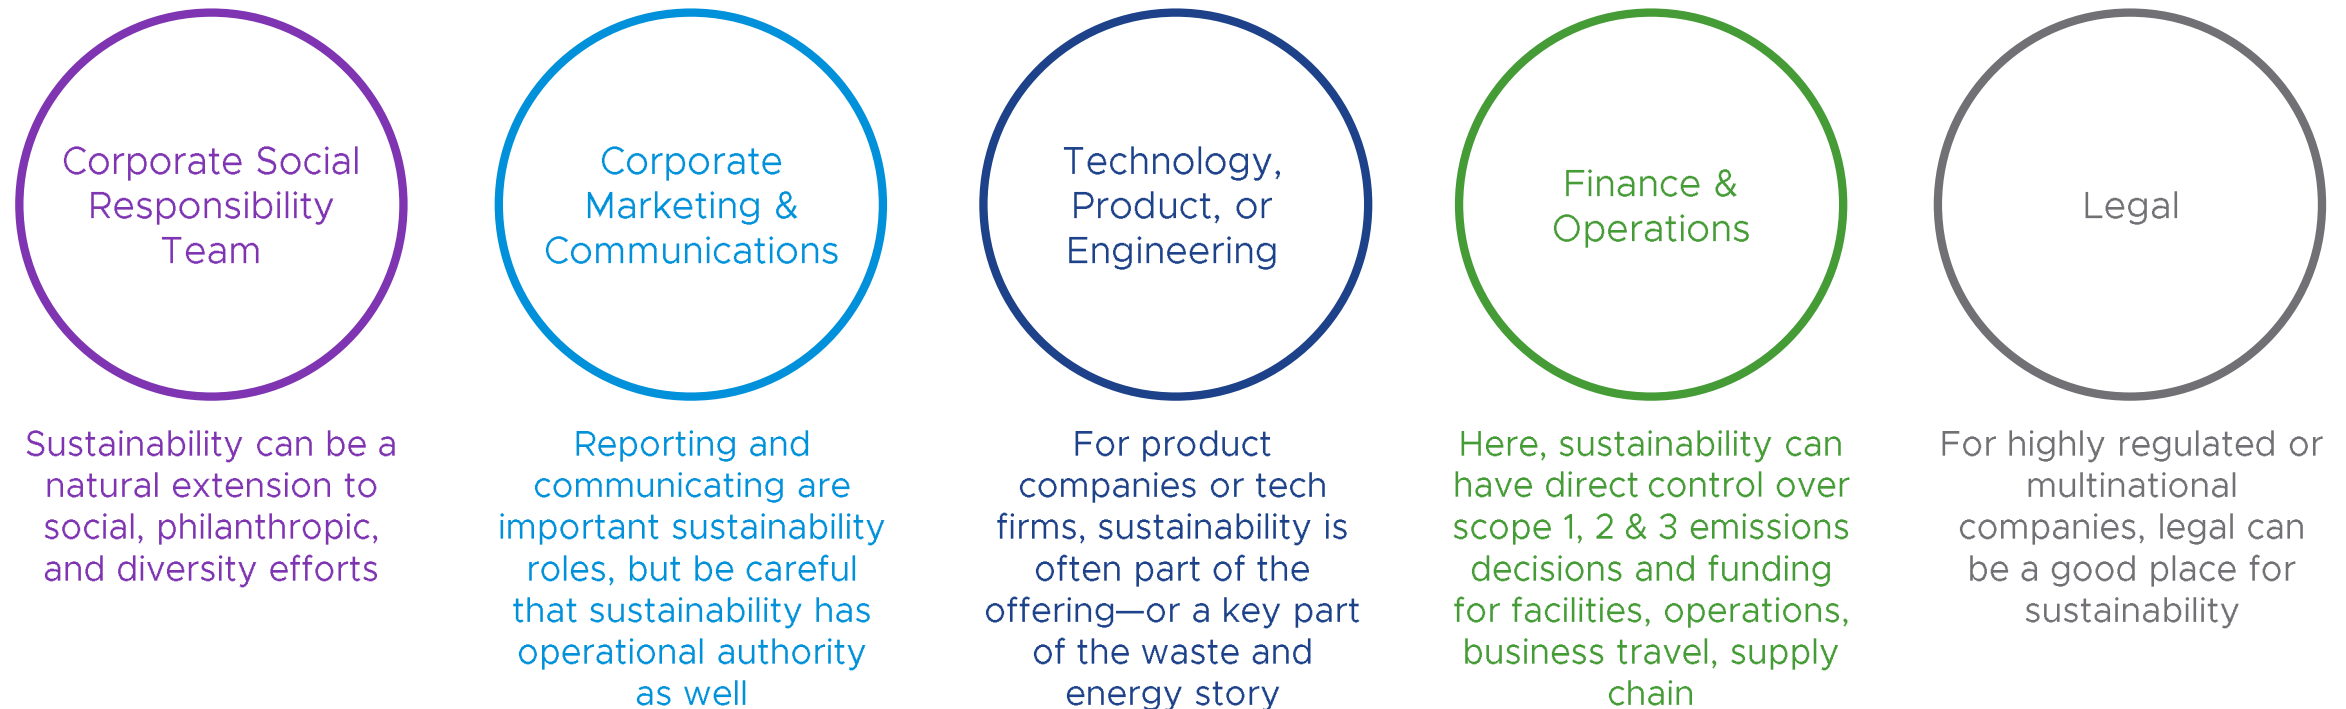 Corporate Social
Responsibility
Team
Sustainability can be a
natural extension to
social, philanthropic,
and diversity efforts
Corporate
Marketing &
Communications
Reporting and
communicating are
important sustainability
roles, but be careful
that sustainability has
operational authority
as well
Technology,
Product, or
Engineering
For product
companies or tech
firms, sustainability is
often part of the
offering—or a key part
of the waste and
energy story
Finance &
Operations
Here, sustainability can
have direct control over
scope 1, 2 & 3 emissions
decisions and funding
for facilities, operations,
business travel, supply
chain
Legal
For highly regulated or
multinational
companies, legal can
be a good place for
sustainability